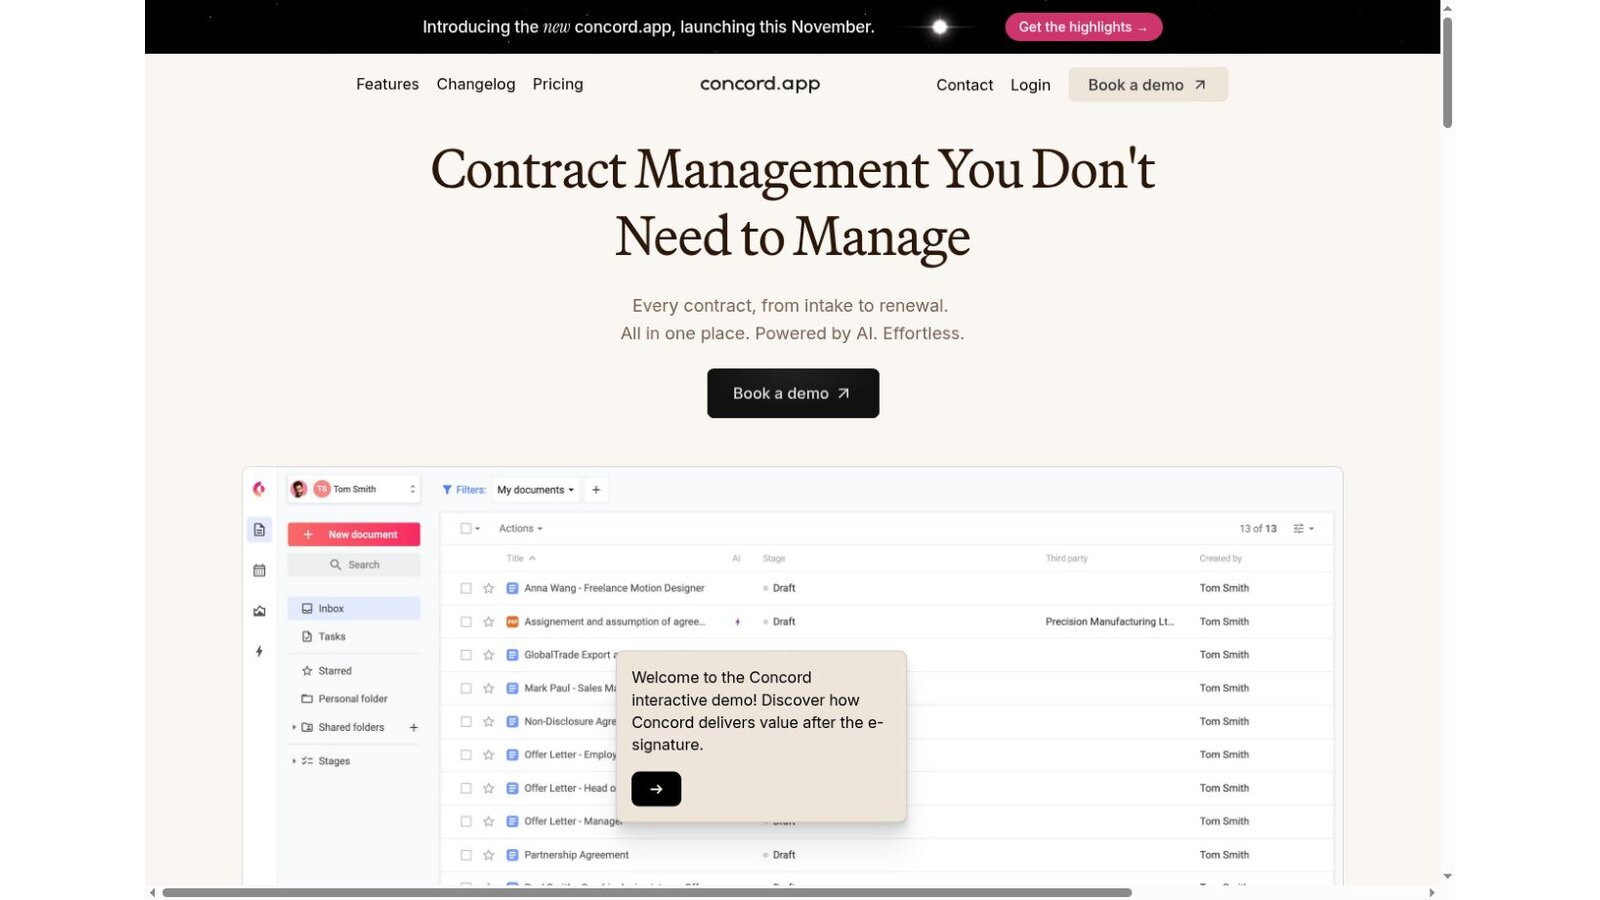 Introducing the new concord.app, launching this November.
Get the highlights →
Features Changelog Pricing
concord.app
Contact Login Book a demo
Contract Management You Don't
Need to Manage
Every contract, from intake to renewal.
All in one place. Powered by AI. Effortless.
Book a demo
TS Tom Smith
Filters: My documents +
New document
Search
Inbox
Tasks
Starred
Personal folder
Shared folders +
Stages
Actions
13 of 13
Title AI Stage Third party Created by
Anna Wang - Freelance Motion Designer Draft Tom Smith
Assignement and assumption of agree... Draft Precision Manufacturing Lt... Tom Smith
GlobalTrade Export Tom Smith
Mark Paul - Sales Tom Smith
Non-Disclosure Tom Smith
Offer Letter - Tom Smith
Offer Letter - Head Tom Smith
Offer Letter - Manager Draft Tom Smith
Partnership Agreement Draft Tom Smith
Welcome to the Concord
interactive demo! Discover how
Concord delivers value after the e-
signature.